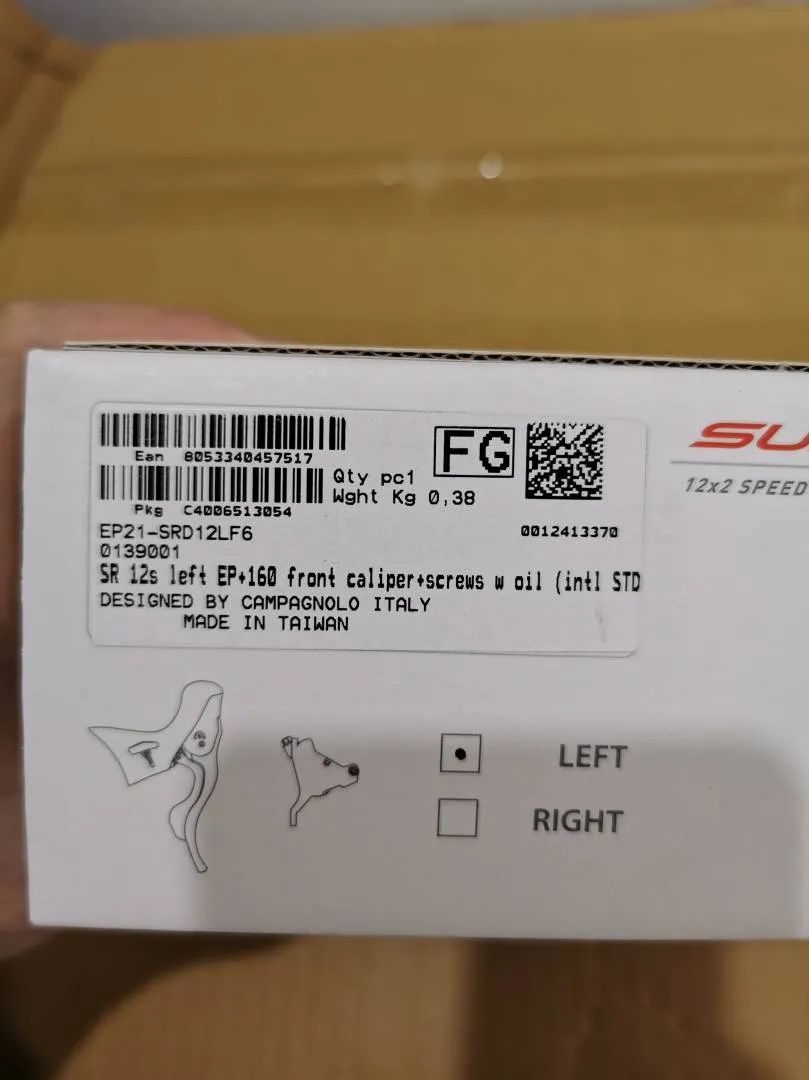 Ean 8053340457517
Pkg C4006513054
Qty pc1
Wght Kg 0,38
FG
EP21-SRD12LF6
0012413370
0139001
SR 12s left EP+160 front caliper+screws w oil (intl STD
DESIGNED BY CAMPAGNOLO ITALY
MADE IN TAIWAN
SU
12x2 SPEED
LEFT
RIGHT